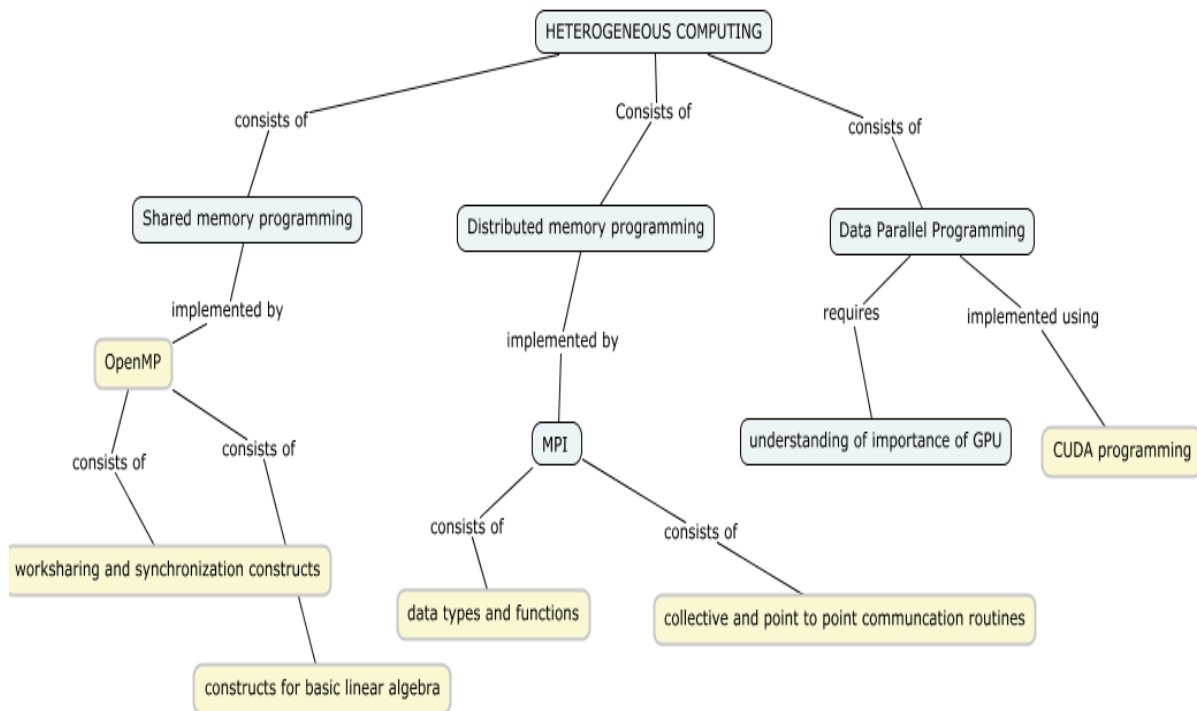 HETEROGENEOUS COMPUTING
consists of
Consists of
consists of
Shared memory programming
Distributed memory programming
Data Parallel Programming
implemented by
implemented by
requires
implemented using
OpenMP
MPI
understanding of importance of GPU
CUDA programming
consists of
consists of
consists of
consists of
worksharing and synchronization constructs
data types and functions
collective and point to point communcation routines
constructs for basic linear algebra